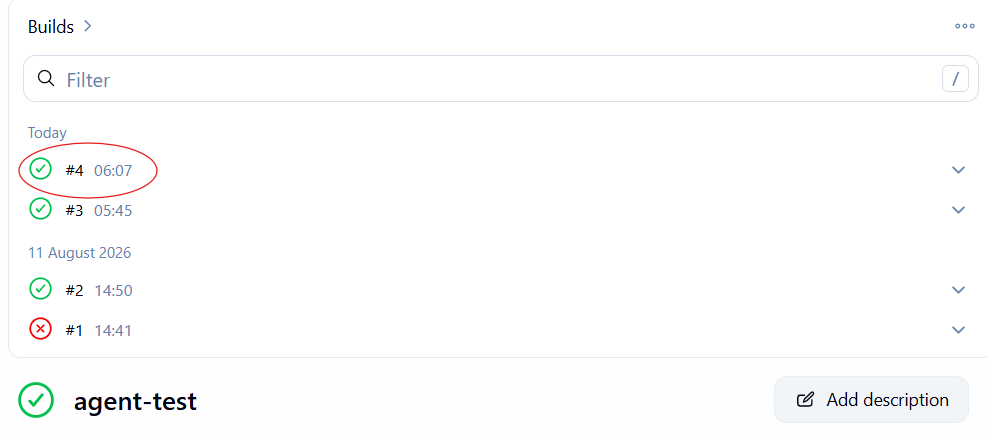 Builds
Filter /
Today
#4 06:07
#3 05:45
11 August 2026
#2 14:50
#1 14:41
agent-test
Add description